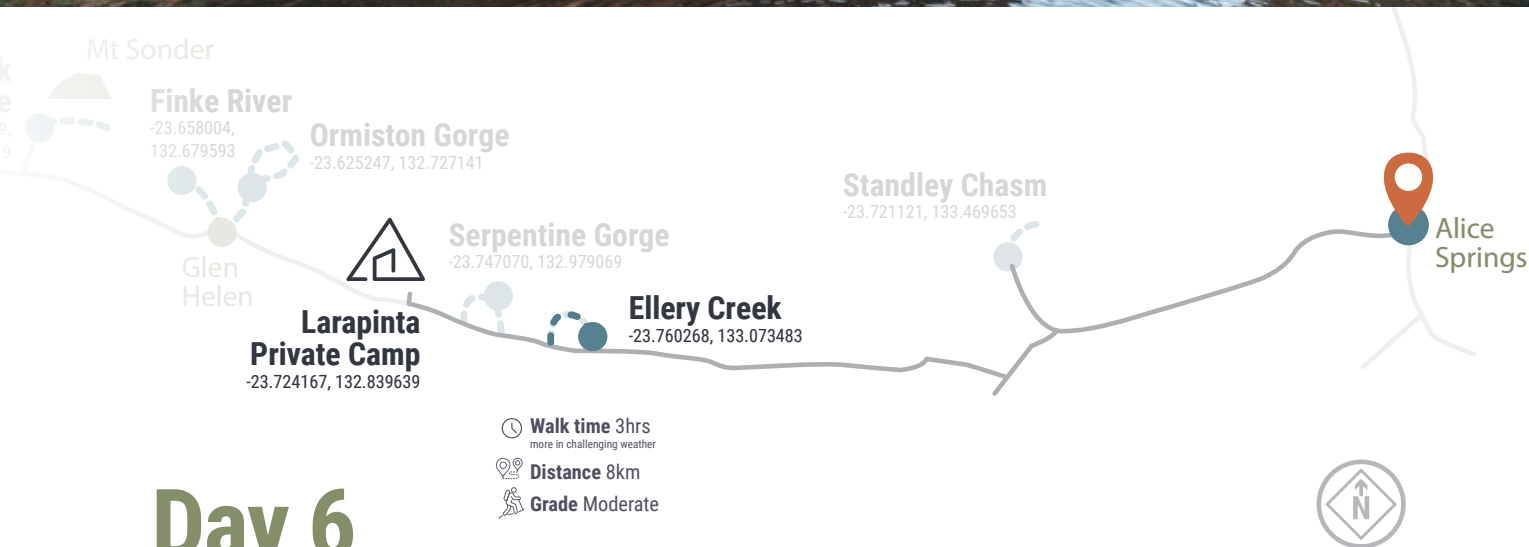 Mt Sonder
k
e
9,
9
Finke River
-23.658004,
132.679593
Ormiston Gorge
-23.625247, 132.727141
Glen
Helen
Serpentine Gorge
-23.747070, 132.979069
Standley Chasm
-23.721121, 133.469653
Alice
Springs
Larapinta
Private Camp
-23.724167, 132.839639
Ellery Creek
-23.760268, 133.073483
Walk time 3hrs
more in challenging weather
Distance 8km
Grade Moderate
N
Day 6